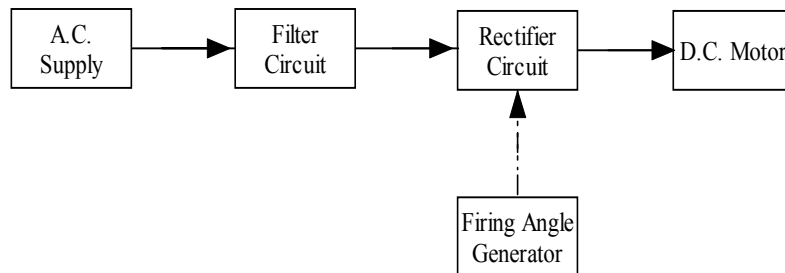 A.C.
Supply
Filter
Circuit
Rectifier
Circuit
D.C. Motor
Firing Angle
Generator